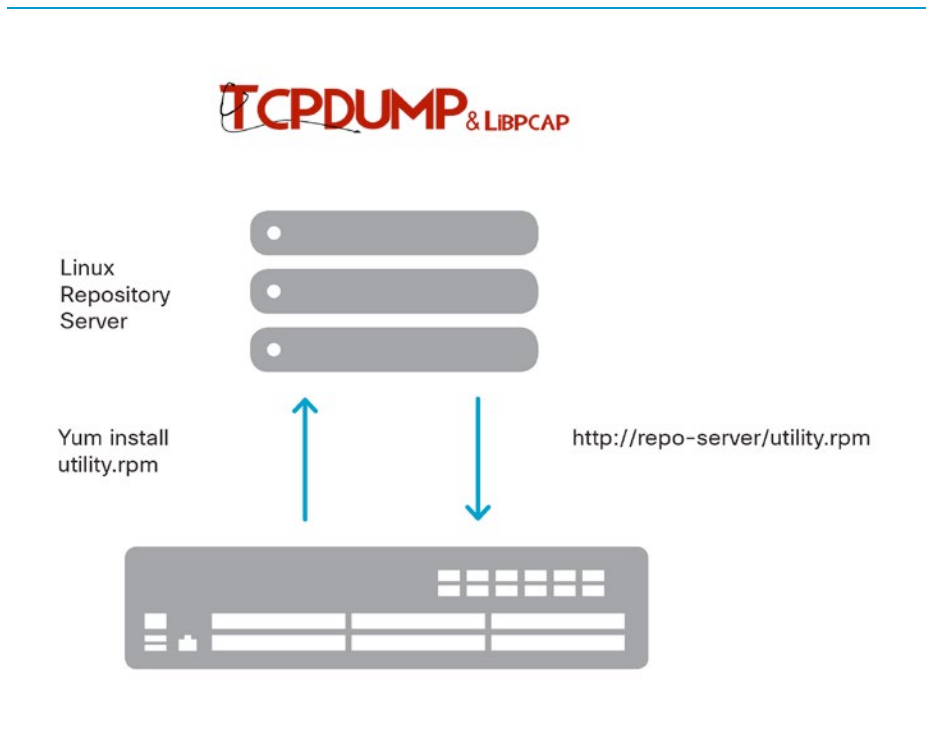 TCPDUMP & LIBPCAP
Linux
Repository
Server
Yum install
utility.rpm
http://repo-server/utility.rpm